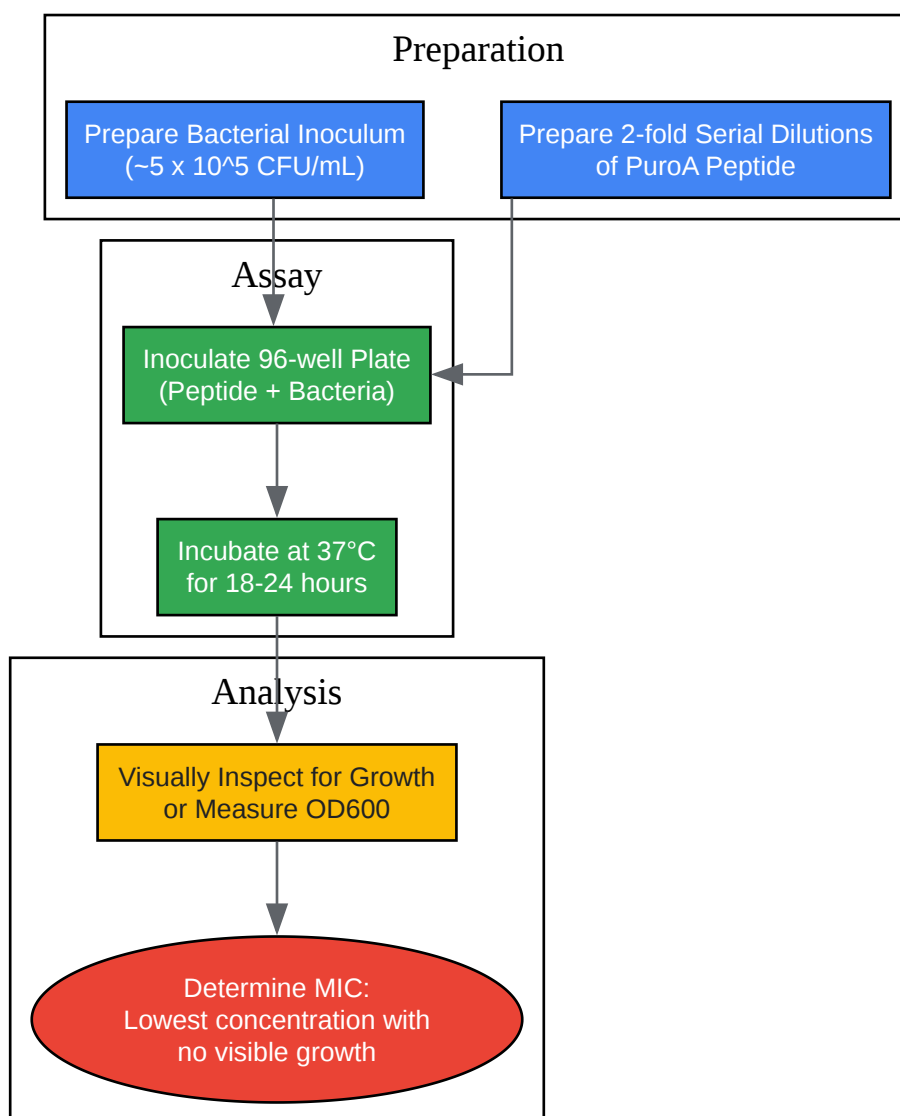 Preparation
Prepare Bacterial Inoculum
(~5 x 10^5 CFU/mL)
Prepare 2-fold Serial Dilutions
of PuroA Peptide
Assay
Inoculate 96-well Plate
(Peptide + Bacteria)
Incubate at 37°C
for 18-24 hours
Analysis
Visually Inspect for Growth
or Measure OD600
Determine MIC:
Lowest concentration with
no visible growth